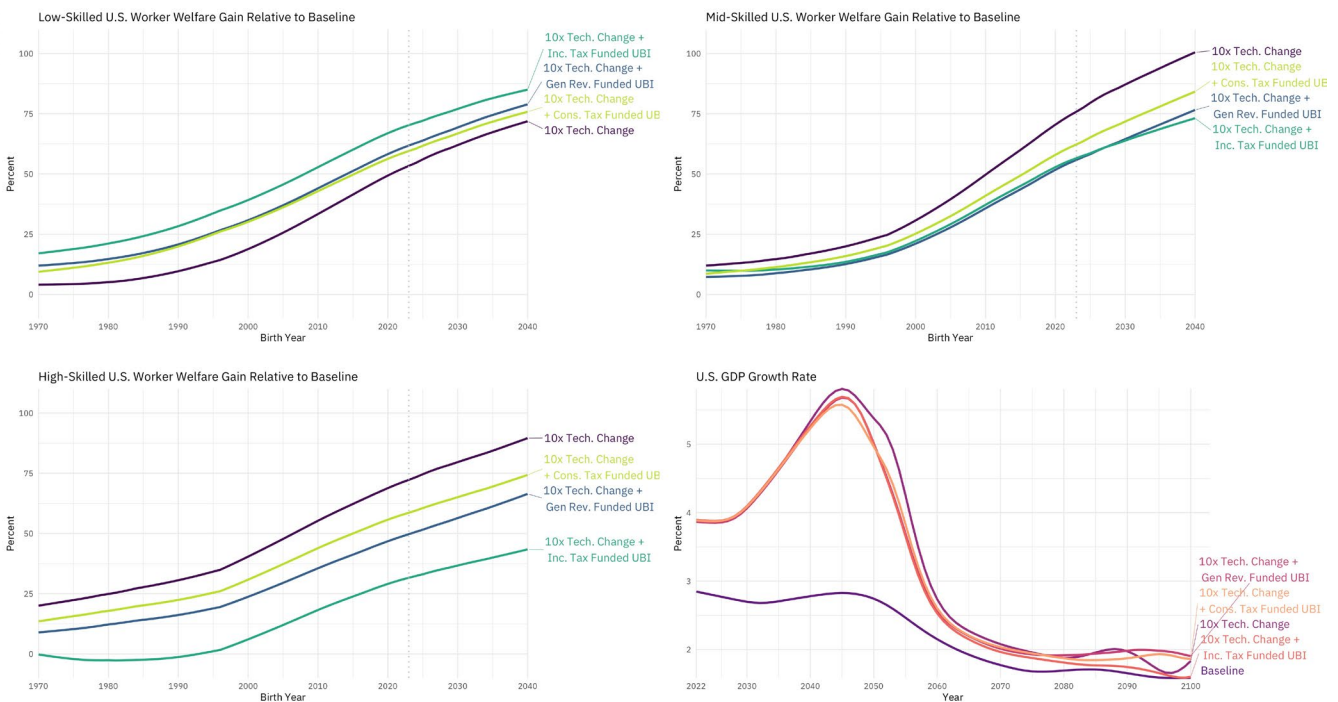 Low-Skilled U.S. Worker Welfare Gain Relative to Baseline
100
75
50
25
0
Percent
1970 1980 1990 2000 2010 2020 2030 2040
Birth Year
10x Tech. Change +
Inc. Tax Funded UBI
10x Tech. Change +
Gen Rev. Funded UBI
10x Tech. Change
+ Cons. Tax Funded UB
10x Tech. Change
Mid-Skilled U.S. Worker Welfare Gain Relative to Baseline
100
75
50
25
0
Percent
1970 1980 1990 2000 2010 2020 2030 2040
Birth Year
10x Tech. Change
10x Tech. Change
+ Cons. Tax Funded UB
10x Tech. Change +
Gen Rev. Funded UBI
10x Tech. Change +
Inc. Tax Funded UBI
High-Skilled U.S. Worker Welfare Gain Relative to Baseline
100
75
50
25
0
Percent
1970 1980 1990 2000 2010 2020 2030 2040
Birth Year
10x Tech. Change
10x Tech. Change
+ Cons. Tax Funded UB
10x Tech. Change +
Gen Rev. Funded UBI
10x Tech. Change +
Inc. Tax Funded UBI
U.S. GDP Growth Rate
5
4
3
2
Percent
2022 2030 2040 2050 2060 2070 2080 2090 2100
Year
10x Tech. Change +
Gen Rev. Funded UBI
10x Tech. Change
+ Cons. Tax Funded UBI
10x Tech. Change
10x Tech. Change +
Inc. Tax Funded UBI
Baseline